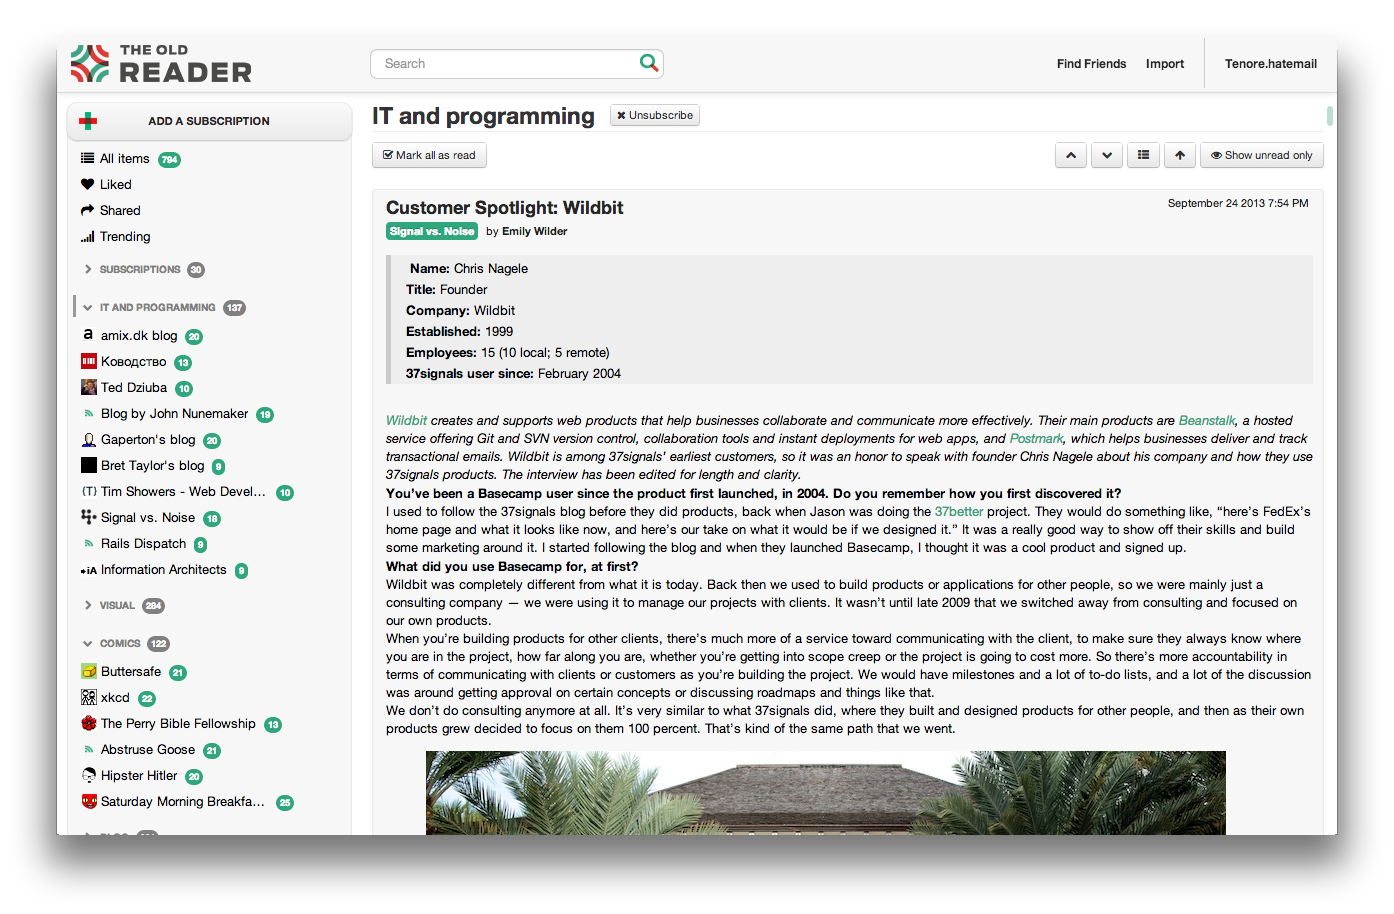 THE OLD
READER
Search
Find Friends
Import
Tenore.hatemail
ADD A SUBSCRIPTION
All items 794
Liked
Shared
Trending
SUBSCRIPTIONS 30
IT AND PROGRAMMING 137
amix.dk blog 20
Ководство 13
Ted Dziuba 10
Blog by John Nunemaker 19
Gaperton's blog 20
Bret Taylor's blog 9
{T} Tim Showers - Web Devel... 10
Signal vs. Noise 18
Rails Dispatch 9
iA Information Architects 9
VISUAL 284
COMICS 122
Buttersafe 21
xkcd 22
The Perry Bible Fellowship 13
Abstruse Goose 21
Hipster Hitler 20
Saturday Morning Breakfa... 25
IT and programming
Unsubscribe
Mark all as read
Show unread only
Customer Spotlight: Wildbit
September 24 2013 7:54 PM
Signal vs. Noise by Emily Wilder
Name: Chris Nagele
Title: Founder
Company: Wildbit
Established: 1999
Employees: 15 (10 local; 5 remote)
37signals user since: February 2004
Wildbit creates and supports web products that help businesses collaborate and communicate more effectively. Their main products are Beanstalk, a hosted
service offering Git and SVN version control, collaboration tools and instant deployments for web apps, and Postmark, which helps businesses deliver and track
transactional emails. Wildbit is among 37signals' earliest customers, so it was an honor to speak with founder Chris Nagele about his company and how they use
37signals products. The interview has been edited for length and clarity.
You've been a Basecamp user since the product first launched, in 2004. Do you remember how you first discovered it?
I used to follow the 37signals blog before they did products, back when Jason was doing the 37better project. They would do something like, “here's FedEx's
home page and what it looks like now, and here's our take on what it would be if we designed it.” It was a really good way to show off their skills and build
some marketing around it. I started following the blog and when they launched Basecamp, I thought it was a cool product and signed up.
What did you use Basecamp for, at first?
Wildbit was completely different from what it is today. Back then we used to build products or applications for other people, so we were mainly just a
consulting company — we were using it to manage our projects with clients. It wasn't until late 2009 that we switched away from consulting and focused on
our own products.
When you're building products for other clients, there's much more of a service toward communicating with the client, to make sure they always know where
you are in the project, how far along you are, whether you're getting into scope creep or the project is going to cost more. So there's more accountability in
terms of communicating with clients or customers as you're building the project. We would have milestones and a lot of to-do lists, and a lot of the discussion
was around getting approval on certain concepts or discussing roadmaps and things like that.
We don't do consulting anymore at all. It's very similar to what 37signals did, where they built and designed products for other people, and then as their own
products grew decided to focus on them 100 percent. That's kind of the same path that we went.